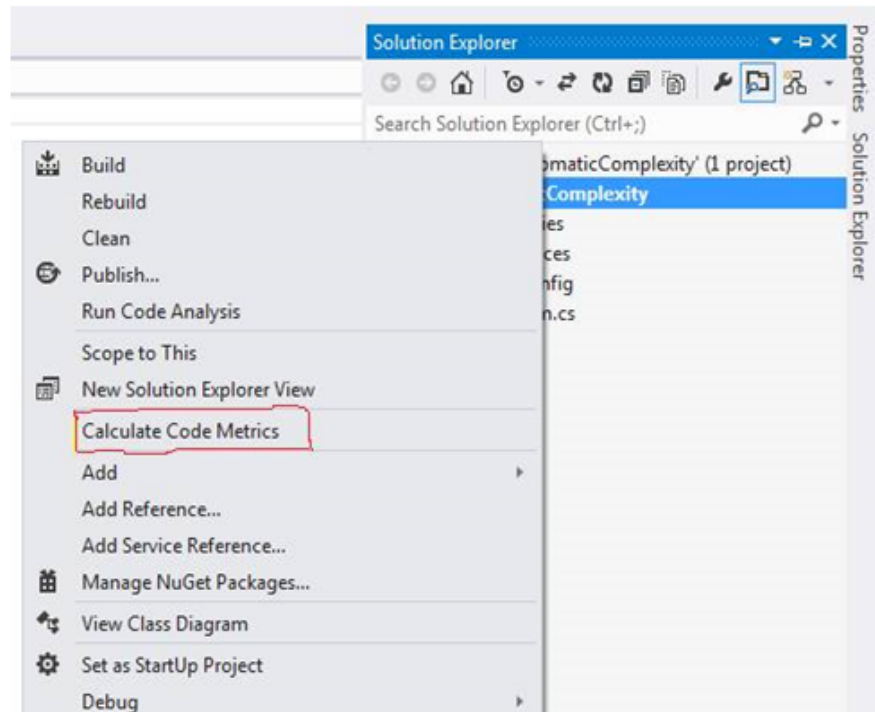 Solution Explorer
Search Solution Explorer (Ctrl+;)
omaticComplexity' (1 project)
Complexity
ies
ces
nfig
n.cs
Build
Rebuild
Clean
Publish...
Run Code Analysis
Scope to This
New Solution Explorer View
Calculate Code Metrics
Add
Add Reference...
Add Service Reference...
Manage NuGet Packages...
View Class Diagram
Set as StartUp Project
Debug
Properties
Solution Explorer